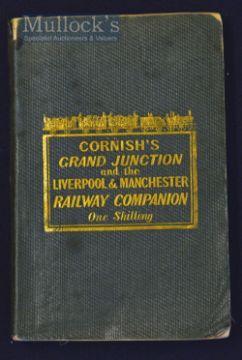 Mullock's
Specialist Auctioneers & Valuers
CORNISH'S
GRAND JUNCTION
and the
LIVERPOOL & MANCHESTER
RAILWAY COMPANION
One Shilling